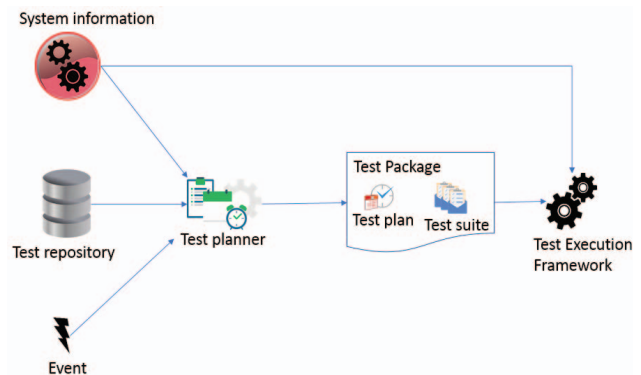 System information
Test Package
Test plan
Test suite
Test repository
Test planner
Test Execution
Framework
Event